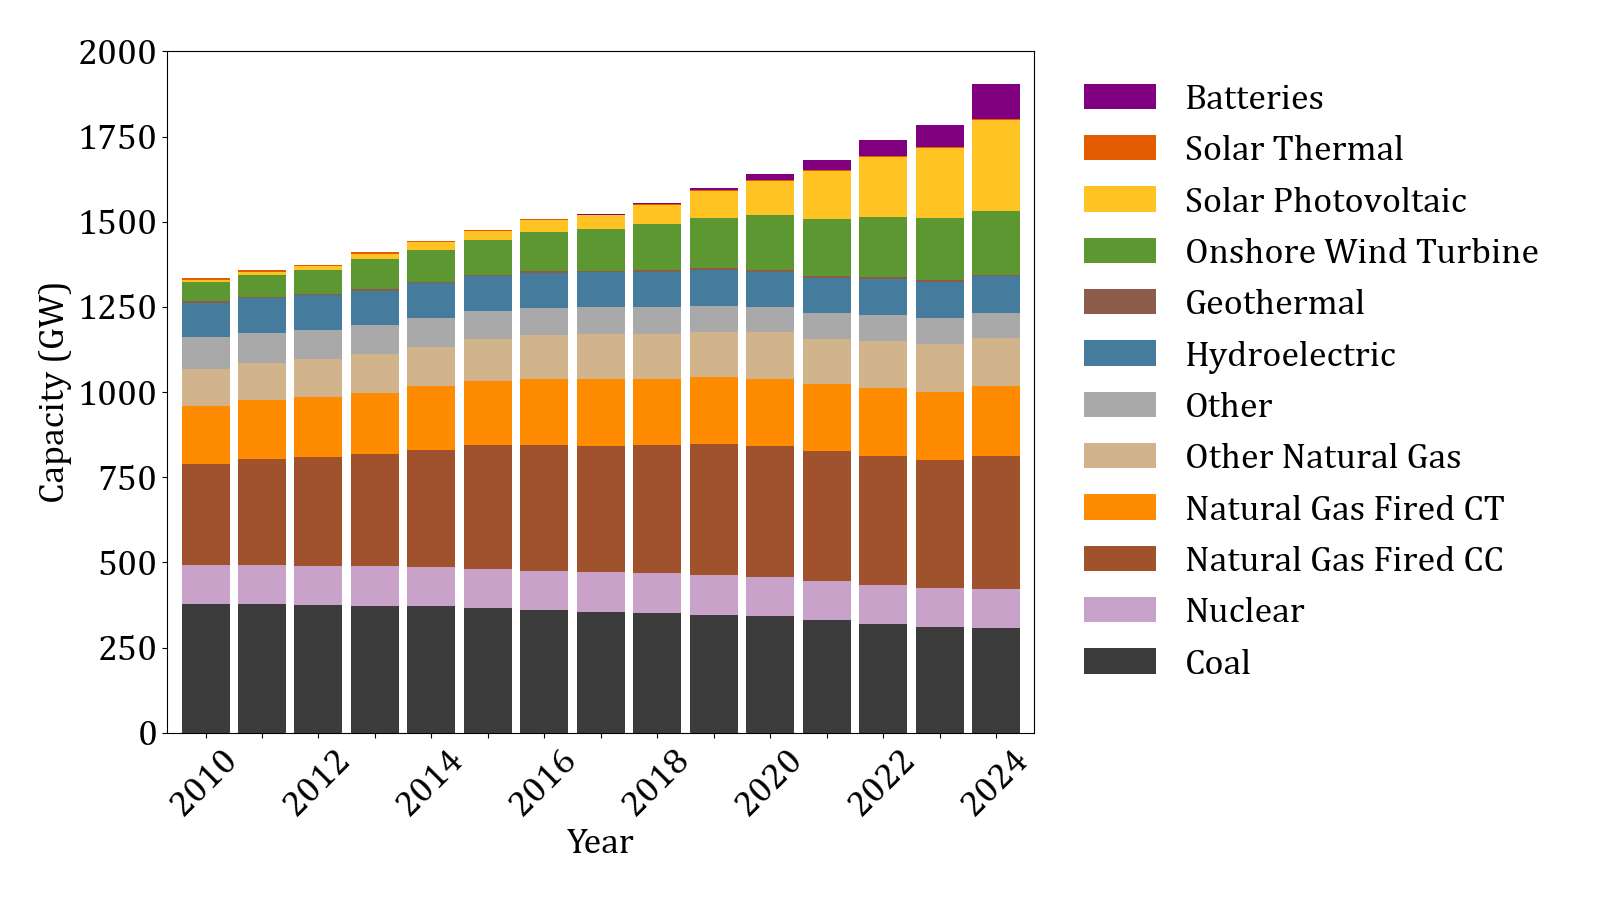 2000
1750
1500
1250
1000
750
500
250
0
Capacity (GW)
2010
2012
2014
2016
2018
2020
2022
2024
Year
Batteries
Solar Thermal
Solar Photovoltaic
Onshore Wind Turbine
Geothermal
Hydroelectric
Other
Other Natural Gas
Natural Gas Fired CT
Natural Gas Fired CC
Nuclear
Coal